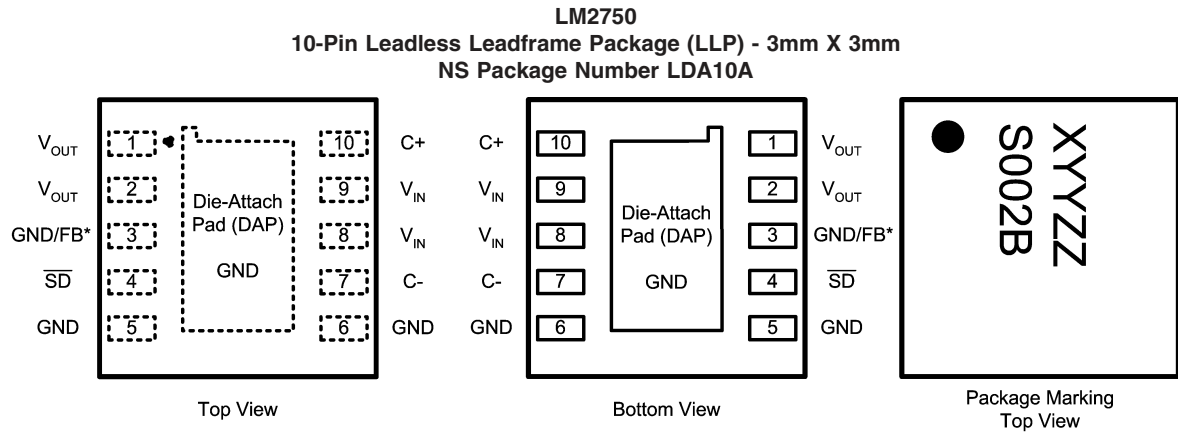 LM2750
10-Pin Leadless Leadframe Package (LLP) - 3mm X 3mm
NS Package Number LDA10A
VOUT 1 10 C+
VOUT 2 9 VIN
GND/FB* 3 8 VIN
SD 4 7 C-
GND 5 6 GND
Die-Attach
Pad (DAP)
GND
Top View
C+ 10 1 VOUT
VIN 9 2 VOUT
VIN 8 3 GND/FB*
C- 7 4 SD
GND 6 5 GND
Die-Attach
Pad (DAP)
GND
Bottom View
XYYZZ
S002B
Package Marking
Top View